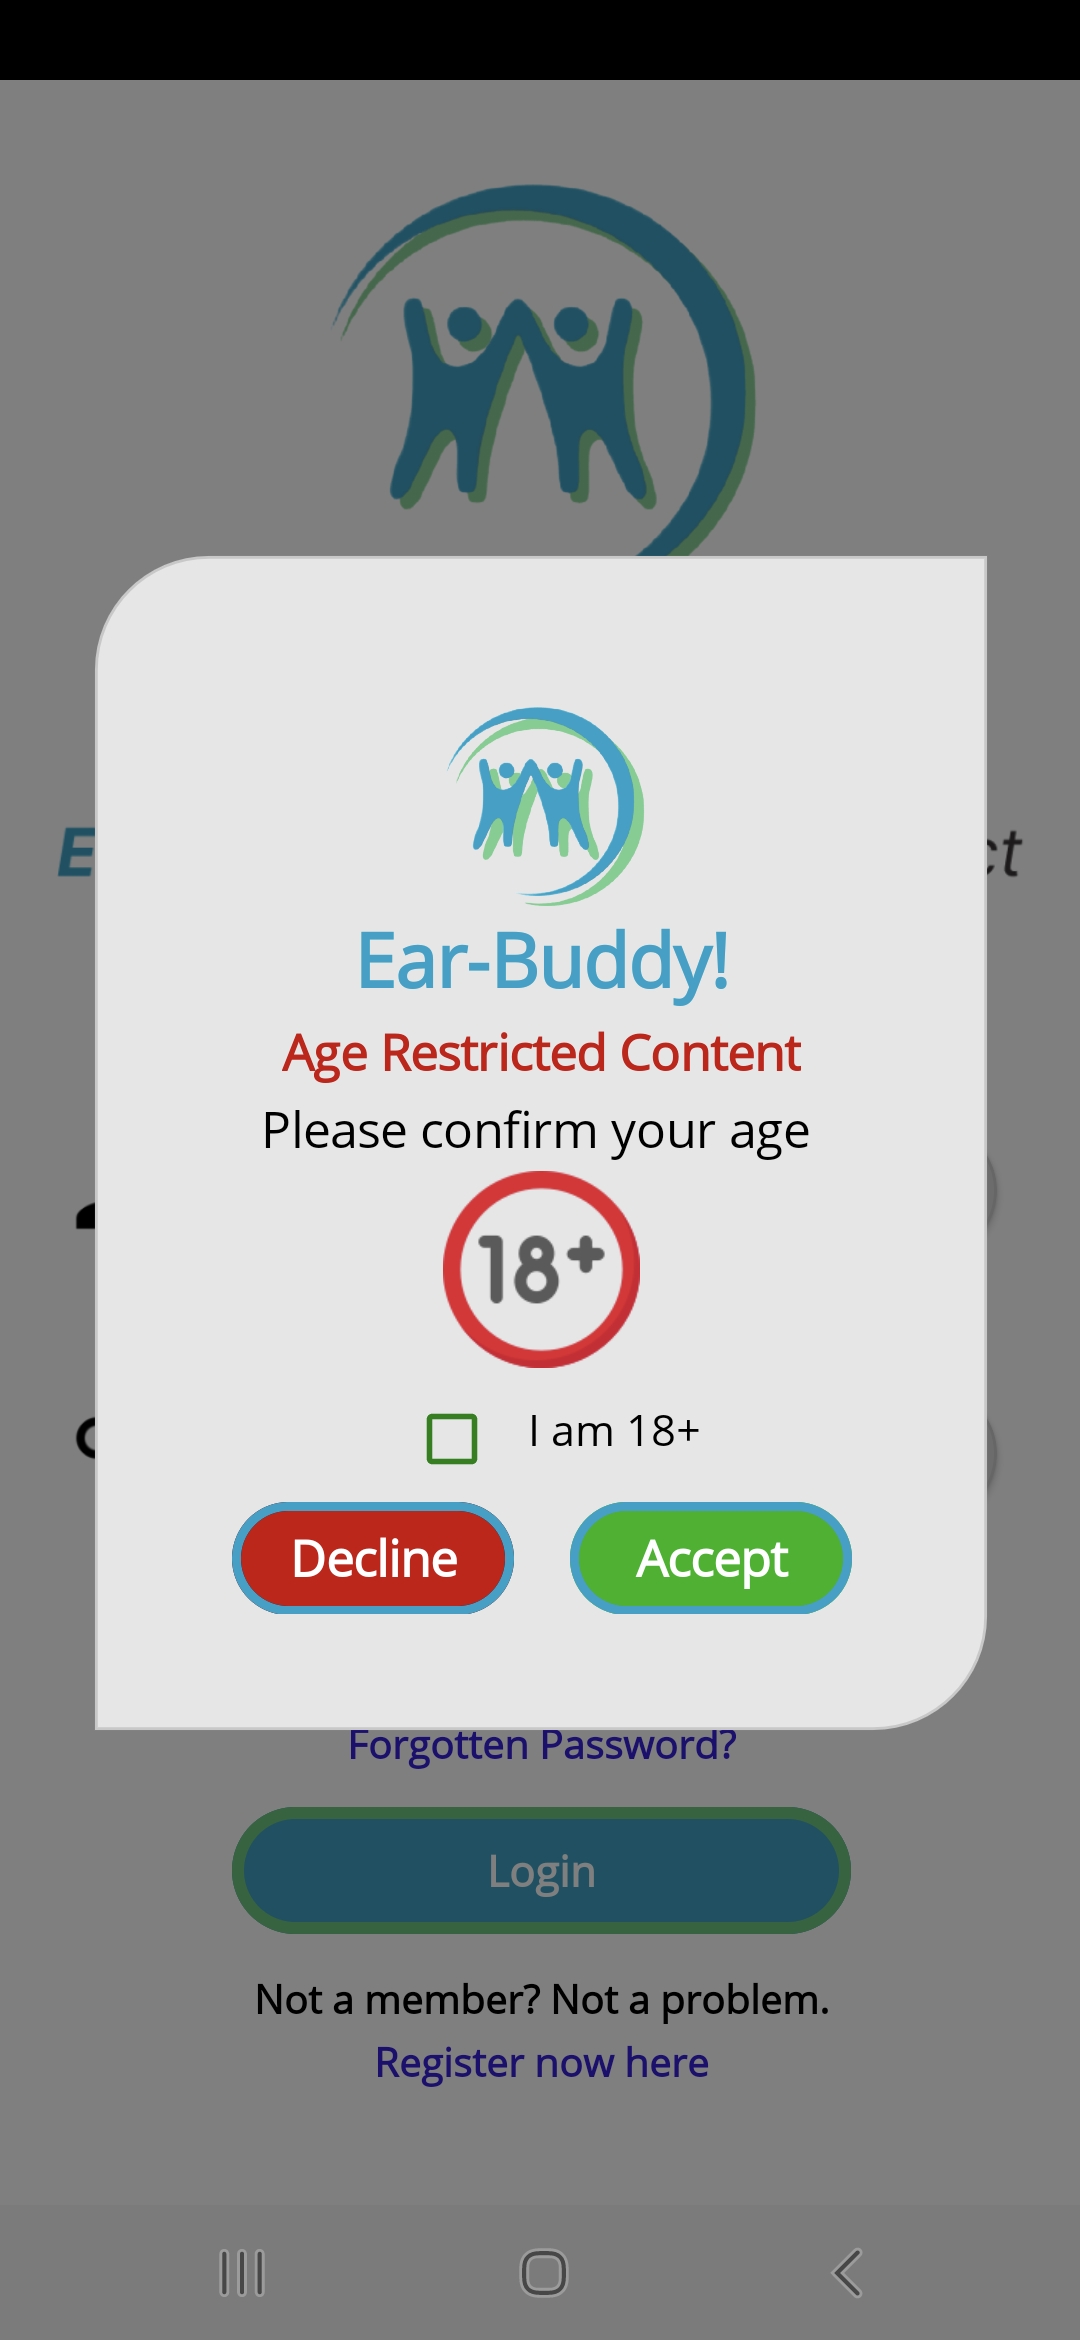 Ear-Buddy!
Age Restricted Content
Please confirm your age
18+
I am 18+
Decline Accept
Forgotten Password?
Login
Not a member? Not a problem.
Register now here